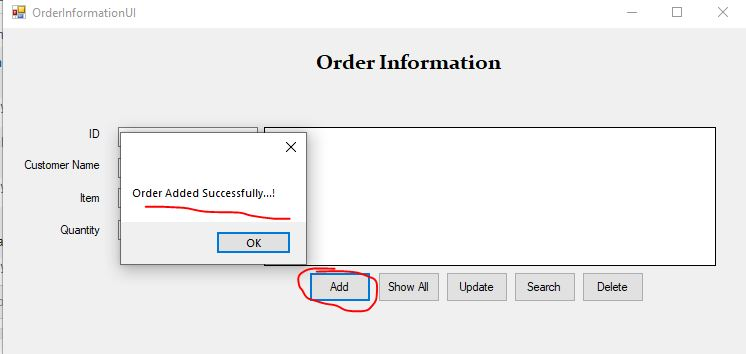 OrderInformationUI
Order Information
ID
Customer Name
Item
Quantity
Order Added Successfully...!
OK
Add
Show All
Update
Search
Delete